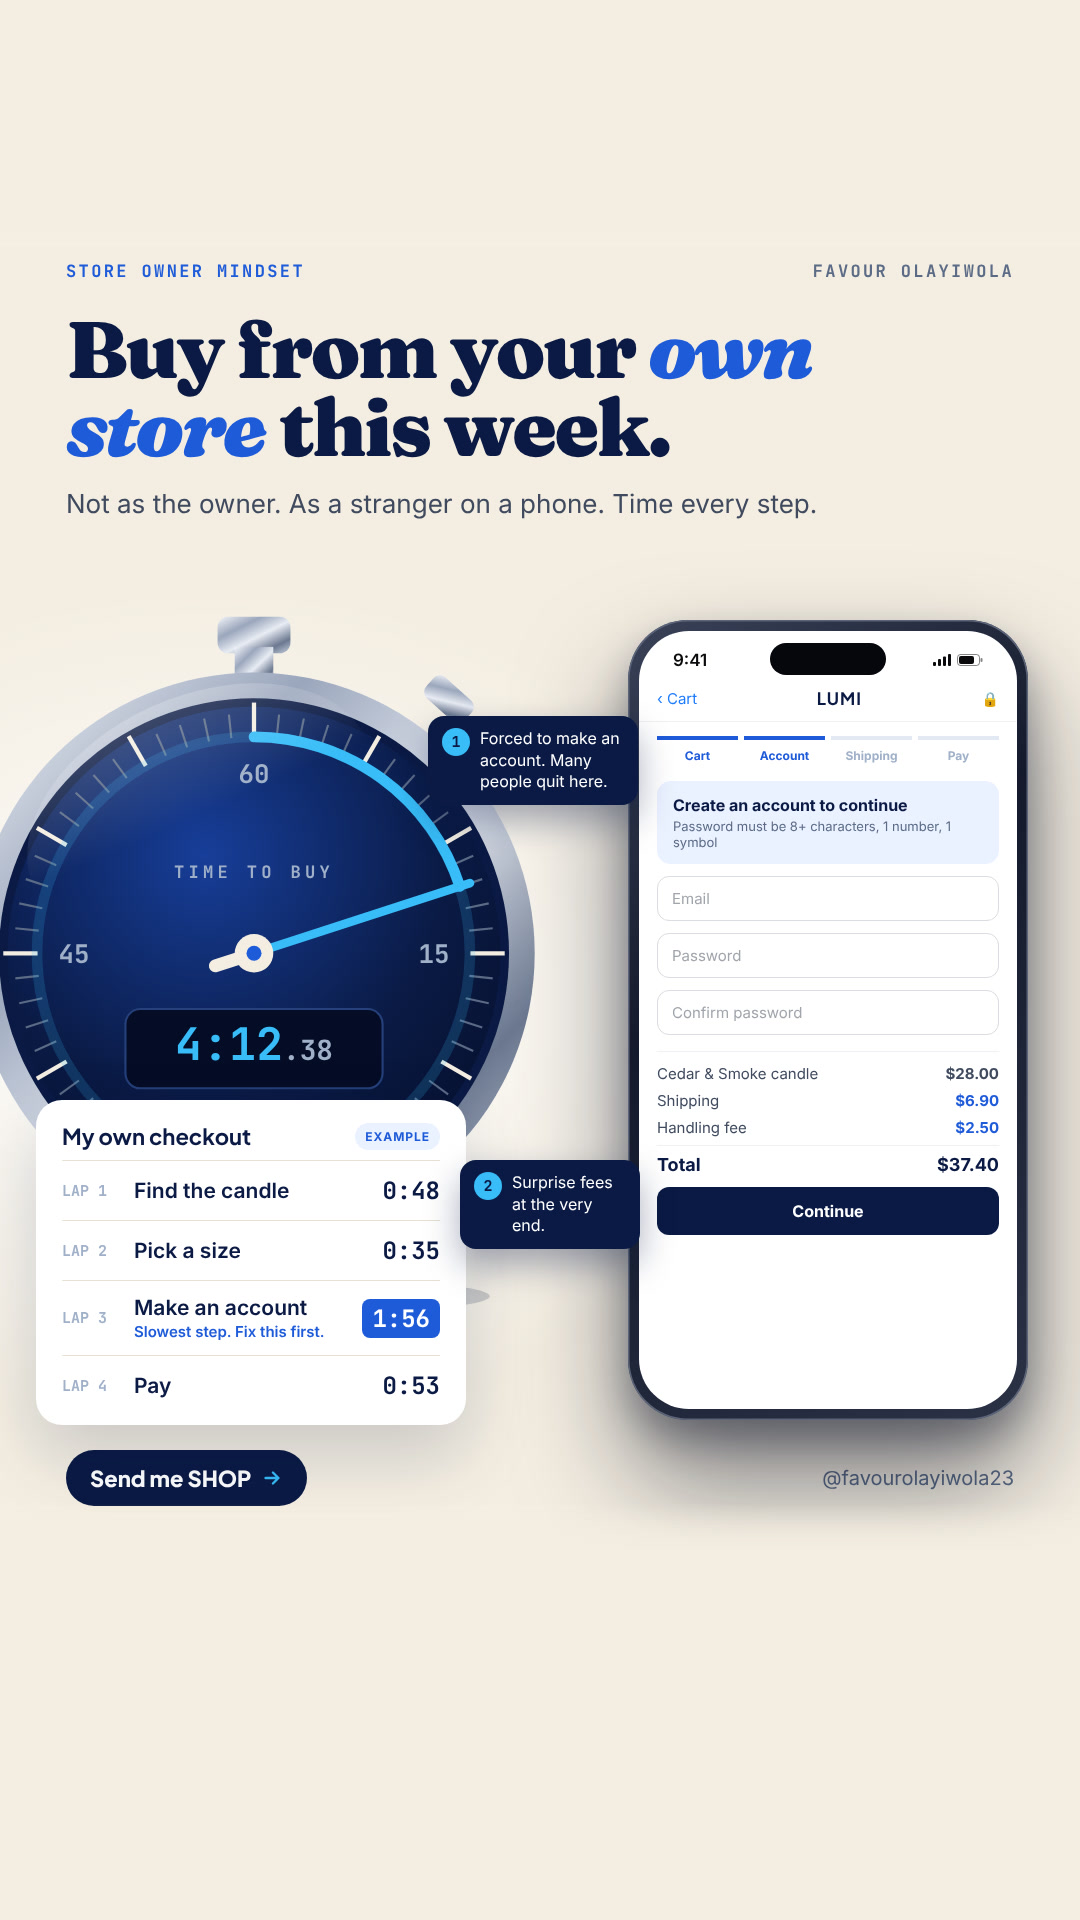 STORE OWNER MINDSET
FAVOUR OLAYIWOLA
Buy from your own
store this week.
Not as the owner. As a stranger on a phone. Time every step.
60
TIME TO BUY
45
15
4:12.38
1
Forced to make an
account. Many
people quit here.
My own checkout
EXAMPLE
LAP 1 Find the candle 0:48
LAP 2 Pick a size 0:35
LAP 3 Make an account 1:56
Slowest step. Fix this first.
LAP 4 Pay 0:53
2
Surprise fees
at the very
end.
9:41
‹ Cart
LUMI
Cart Account Shipping Pay
Create an account to continue
Password must be 8+ characters, 1 number, 1
symbol
Email
Password
Confirm password
Cedar & Smoke candle $28.00
Shipping $6.90
Handling fee $2.50
Total $37.40
Continue
Send me SHOP →
@favourolayiwola23